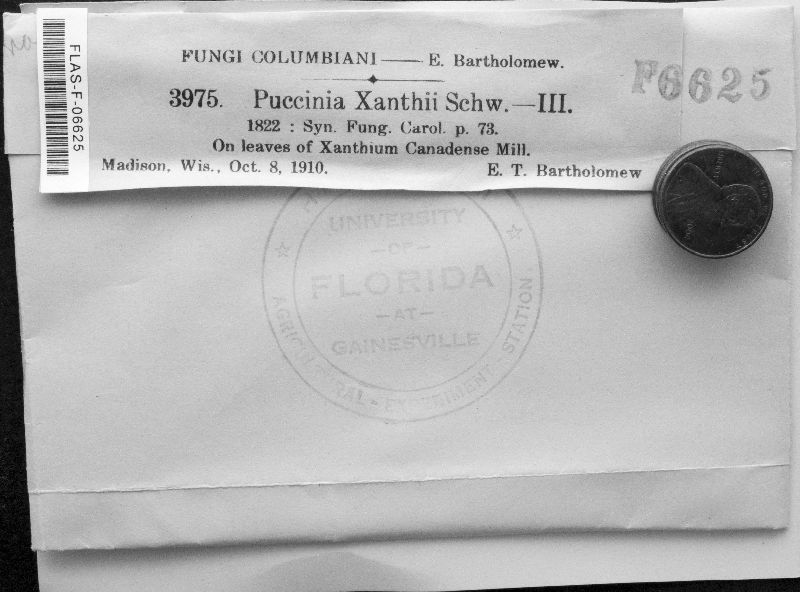 FLAS-F-06625
FUNGI COLUMBIANI — E. Bartholomew.
3975. Puccinia Xanthii Schw.—III.
1822 : Syn. Fung. Carol. p. 73.
On leaves of Xanthium Canadense Mill.
Madison, Wis., Oct. 8, 1910. E. T. Bartholomew
F6625
UNIVERSITY
—OF—
FLORIDA
—AT—
GAINESVILLE
AGRICULTURAL - EXPERIMENT - STATION